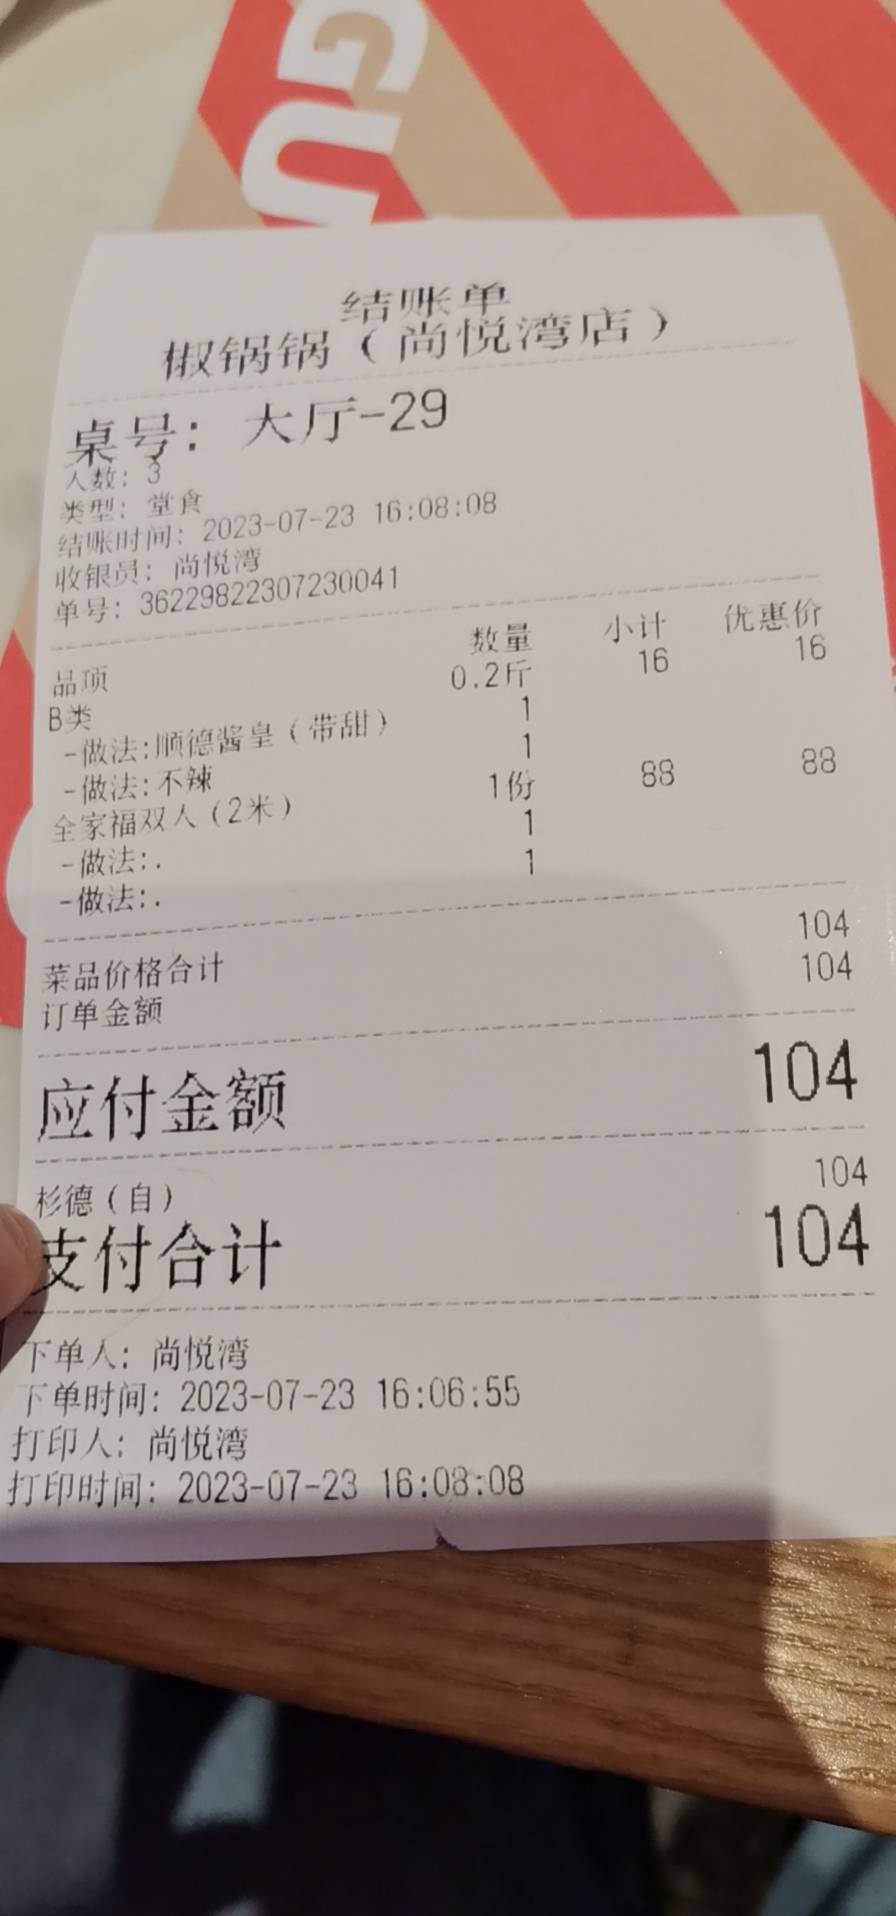 GU
结账单
椒锅锅（尚悦湾店）
桌号：大厅-29
人数：3
类型：堂食
结账时间：2023-07-23 16:08:08
收银员：尚悦湾
单号：36229822307230041
品项 数量 小计 优惠价
B类 0.2斤 16 16
-做法:顺德酱皇（带甜） 1
-做法:不辣 1
全家福双人（2米） 1份 88 88
-做法:. 1
-做法:. 1
菜品价格合计 104
订单金额 104
应付金额 104
杉德（自） 104
支付合计 104
下单人：尚悦湾
下单时间：2023-07-23 16:06:55
打印人：尚悦湾
打印时间：2023-07-23 16:08:08